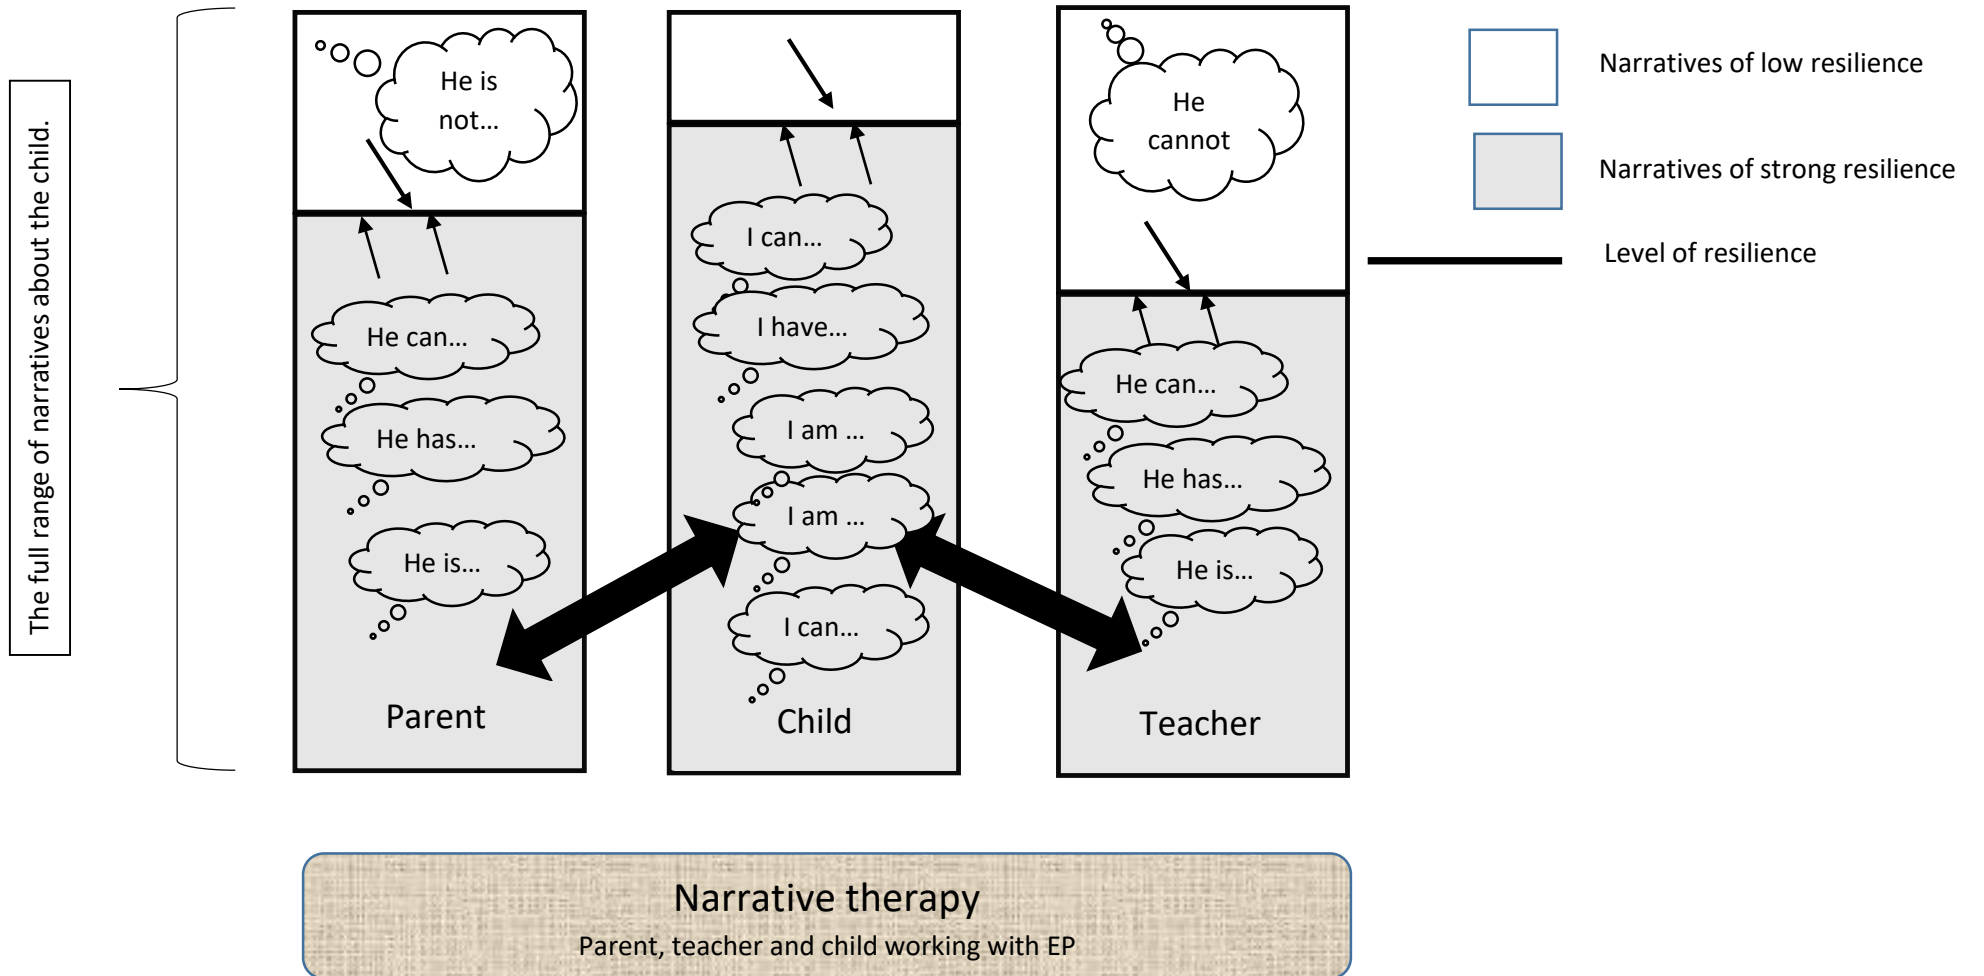 The full range of narratives about the child.
He is
not…
He can…
He has…
He is…
Parent
I can…
I have…
I am …
I am …
I can…
Child
He
cannot
He can…
He has…
He is…
Teacher
Narratives of low resilience
Narratives of strong resilience
Level of resilience
Narrative therapy
Parent, teacher and child working with EP